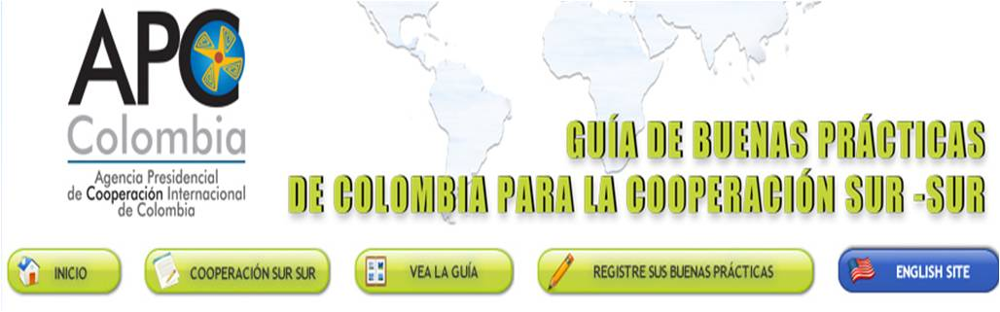 APC
Colombia
Agencia Presidencial
de Cooperación Internacional
de Colombia
GUÍA DE BUENAS PRÁCTICAS
DE COLOMBIA PARA LA COOPERACIÓN SUR -SUR
INICIO
COOPERACIÓN SUR SUR
VEA LA GUÍA
REGISTRE SUS BUENAS PRÁCTICAS
ENGLISH SITE